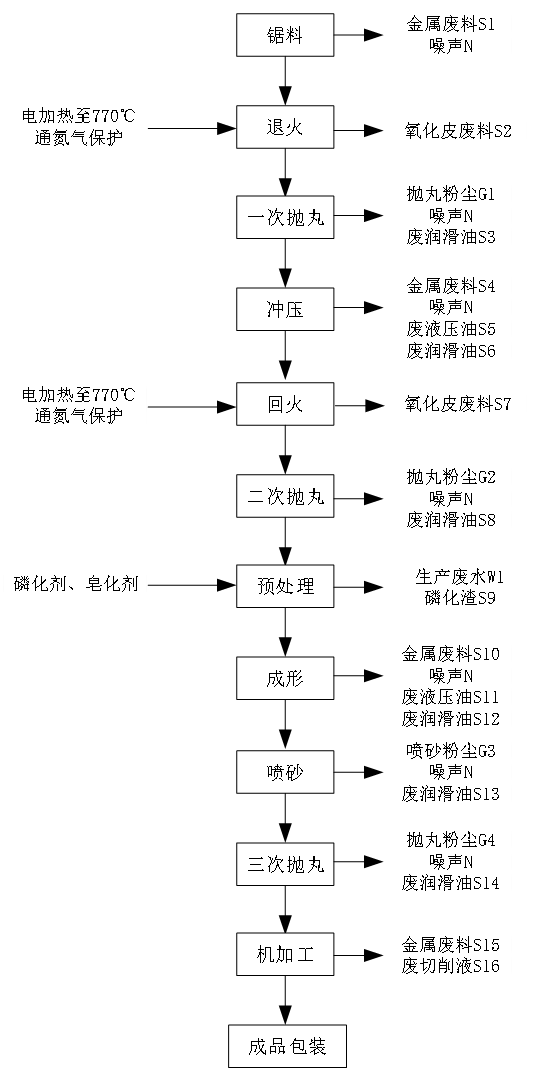 锯料
金属废料S1
噪声N
电加热至770℃
通氮气保护
退火
氧化皮废料S2
一次抛丸
抛丸粉尘G1
噪声N
废润滑油S3
冲压
金属废料S4
噪声N
废液压油S5
废润滑油S6
电加热至770℃
通氮气保护
回火
氧化皮废料S7
二次抛丸
抛丸粉尘G2
噪声N
废润滑油S8
磷化剂、皂化剂
预处理
生产废水W1
磷化渣S9
成形
金属废料S10
噪声N
废液压油S11
废润滑油S12
喷砂
喷砂粉尘G3
噪声N
废润滑油S13
三次抛丸
抛丸粉尘G4
噪声N
废润滑油S14
机加工
金属废料S15
废切削液S16
成品包装